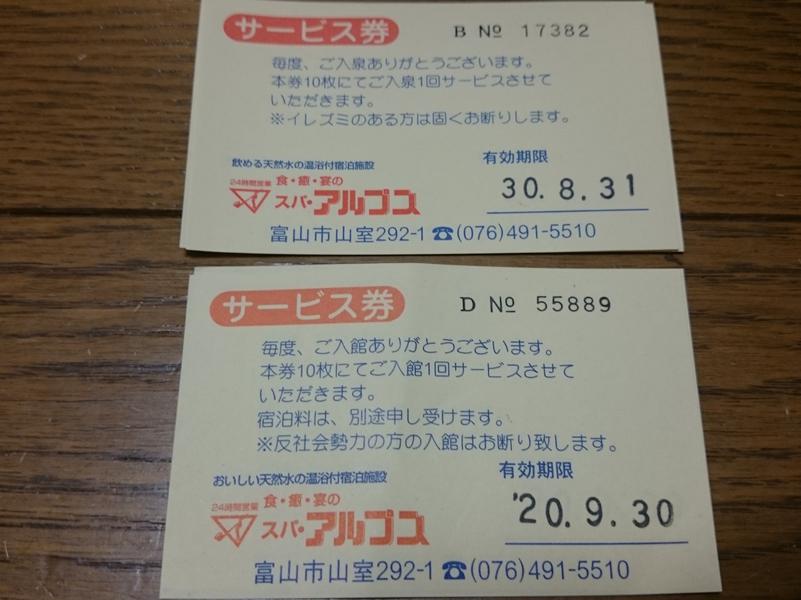 サービス券
B № 17382
毎度、ご入泉ありがとうございます。
本券10枚にてご入泉1回サービスさせて
いただきます。
※イレズミのある方は固くお断りします。
飲める天然水の温浴付宿泊施設
有効期限
24時間営業 食・癒・宴の
スパ・アルプス
30.8.31
富山市山室292-1 ☎(076)491-5510
サービス券
D № 55889
毎度、ご入館ありがとうございます。
本券10枚にてご入館1回サービスさせて
いただきます。
宿泊料は、別途申し受けます。
※反社会勢力の方の入館はお断り致します。
おいしい天然水の温浴付宿泊施設
有効期限
24時間営業 食・癒・宴の
スパ・アルプス
'20.9.30
富山市山室292-1 ☎(076)491-5510